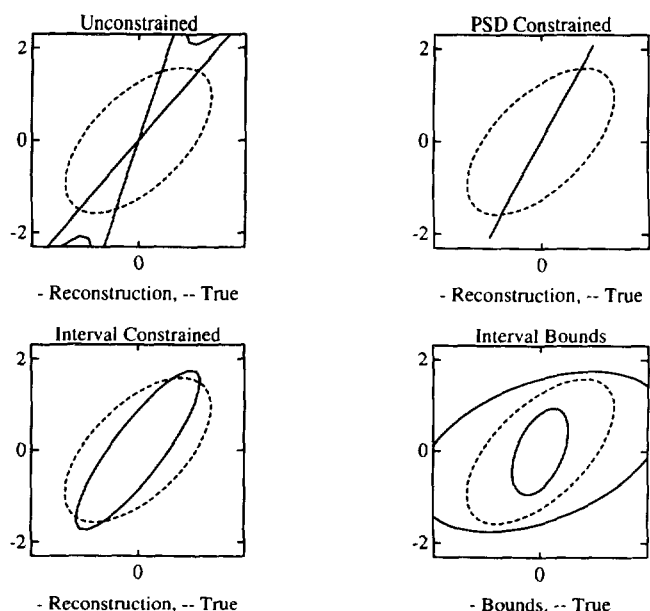 Unconstrained
2
0
-2
0
- Reconstruction, -- True
PSD Constrained
2
0
-2
0
- Reconstruction, -- True
Interval Constrained
2
0
-2
0
- Reconstruction, -- True
Interval Bounds
2
0
-2
0
- Bounds, -- True